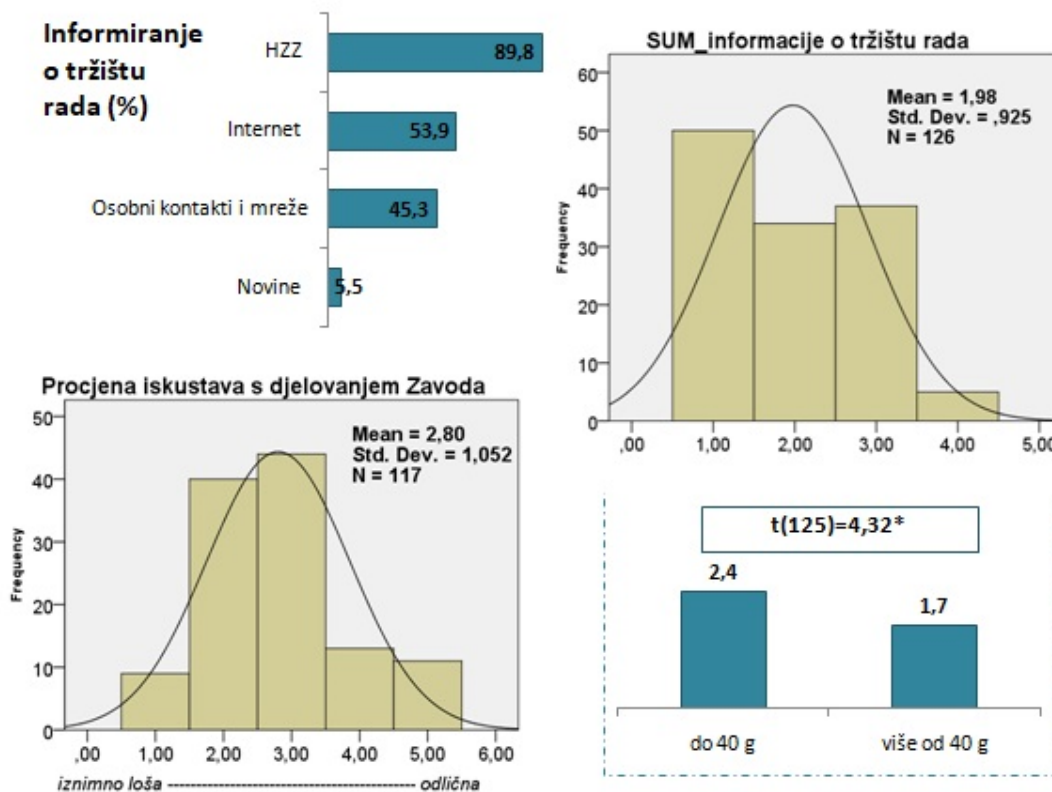 Informiranje
o tržištu
rada (%)
HZZ
89,8
Internet
53,9
Osobni kontakti i mreže
45,3
Novine
5,5
SUM_informacije o tržištu rada
Mean = 1,98
Std. Dev. = ,925
N = 126
Frequency
60
50
40
30
20
10
0
,00 1,00 2,00 3,00 4,00 5,00
Procjena iskustava s djelovanjem Zavoda
Mean = 2,80
Std. Dev. = 1,052
N = 117
Frequency
50
40
30
20
10
0
,00 1,00 2,00 3,00 4,00 5,00 6,00
iznimno loša ------------------------------------------------ odlična
t(125)=4,32*
2,4
1,7
do 40 g
više od 40 g